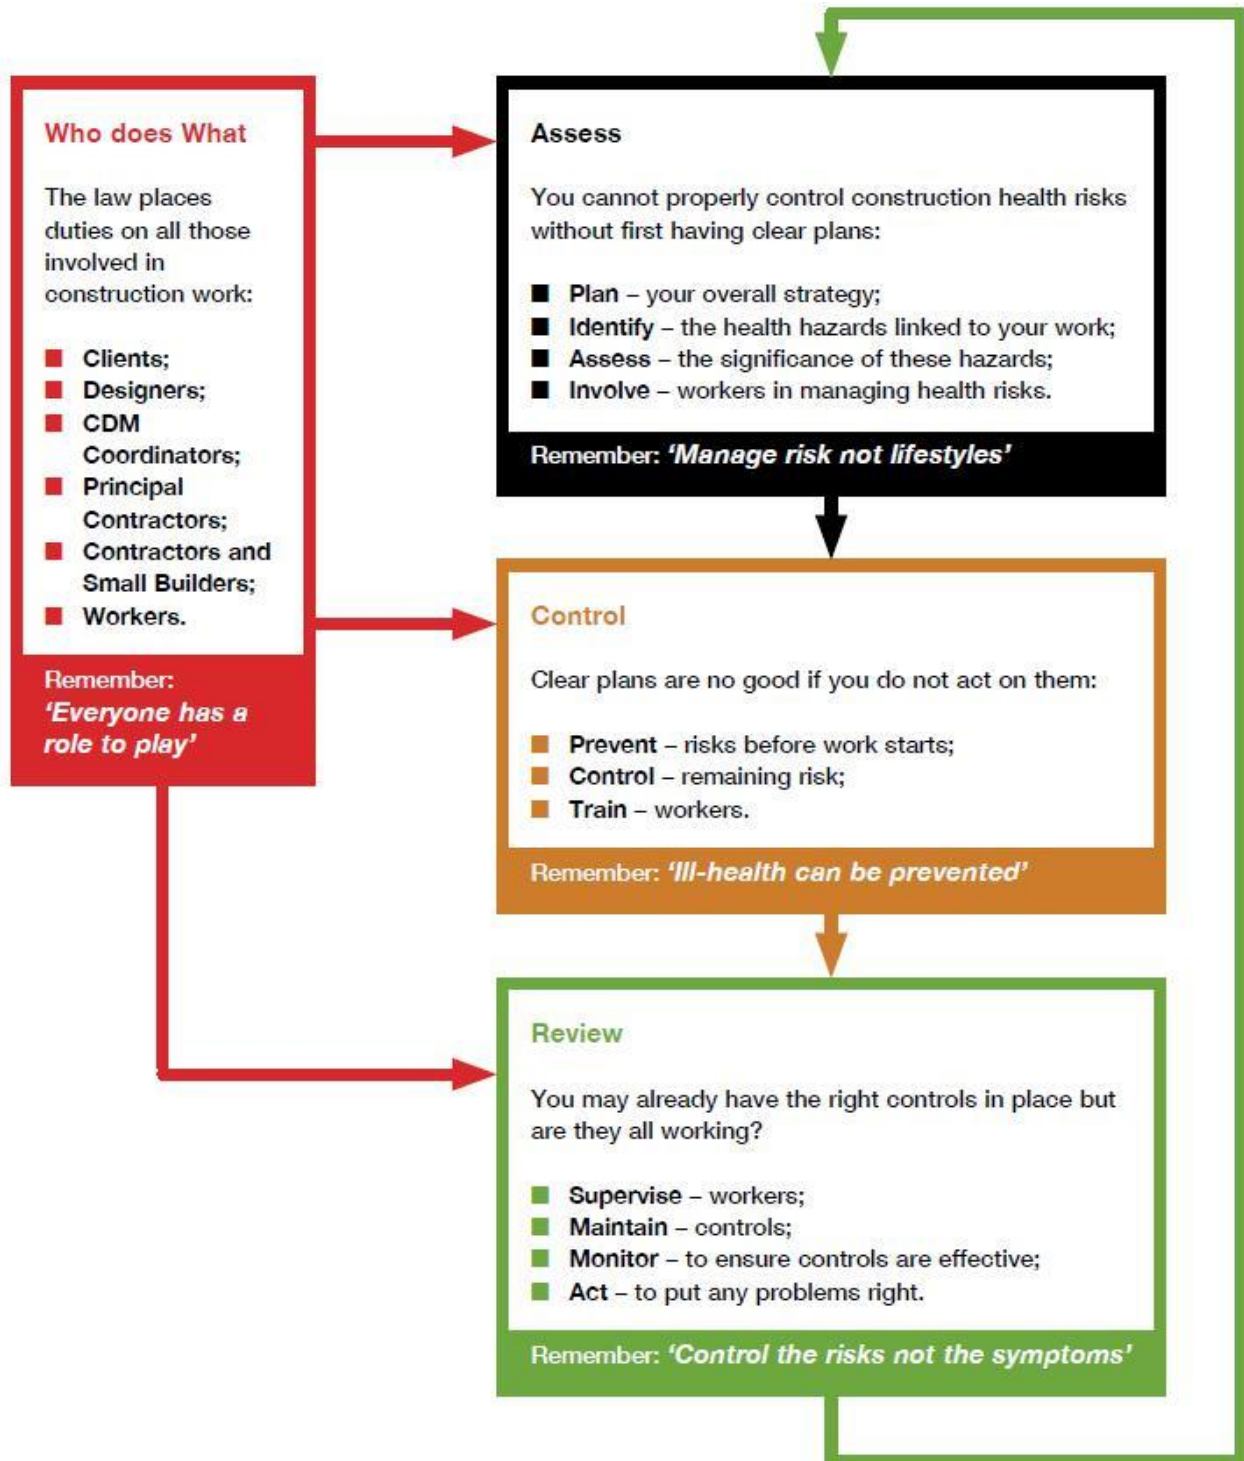 Who does What
The law places
duties on all those
involved in
construction work:
■ Clients;
■ Designers;
■ CDM
Coordinators;
■ Principal
Contractors;
■ Contractors and
Small Builders;
■ Workers.
Remember:
‘Everyone has a
role to play’
Assess
You cannot properly control construction health risks
without first having clear plans:
■ Plan – your overall strategy;
■ Identify – the health hazards linked to your work;
■ Assess – the significance of these hazards;
■ Involve – workers in managing health risks.
Remember: ‘Manage risk not lifestyles’
Control
Clear plans are no good if you do not act on them:
■ Prevent – risks before work starts;
■ Control – remaining risk;
■ Train – workers.
Remember: ‘Ill-health can be prevented’
Review
You may already have the right controls in place but
are they all working?
■ Supervise – workers;
■ Maintain – controls;
■ Monitor – to ensure controls are effective;
■ Act – to put any problems right.
Remember: ‘Control the risks not the symptoms’